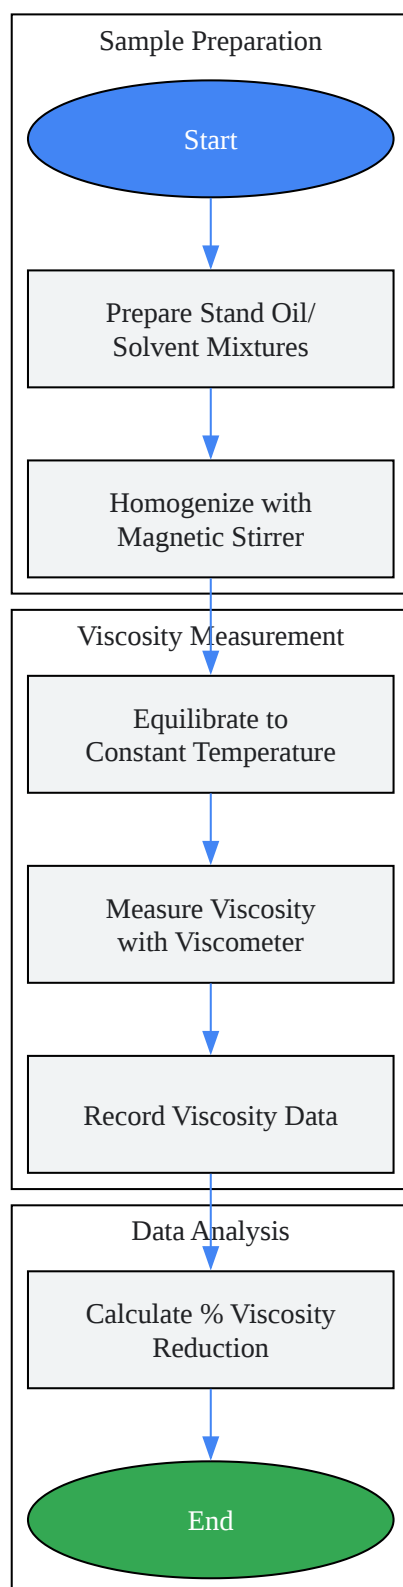 Sample Preparation
Start
Prepare Stand Oil/
Solvent Mixtures
Homogenize with
Magnetic Stirrer
Viscosity Measurement
Equilibrate to
Constant Temperature
Measure Viscosity
with Viscometer
Record Viscosity Data
Data Analysis
Calculate % Viscosity
Reduction
End